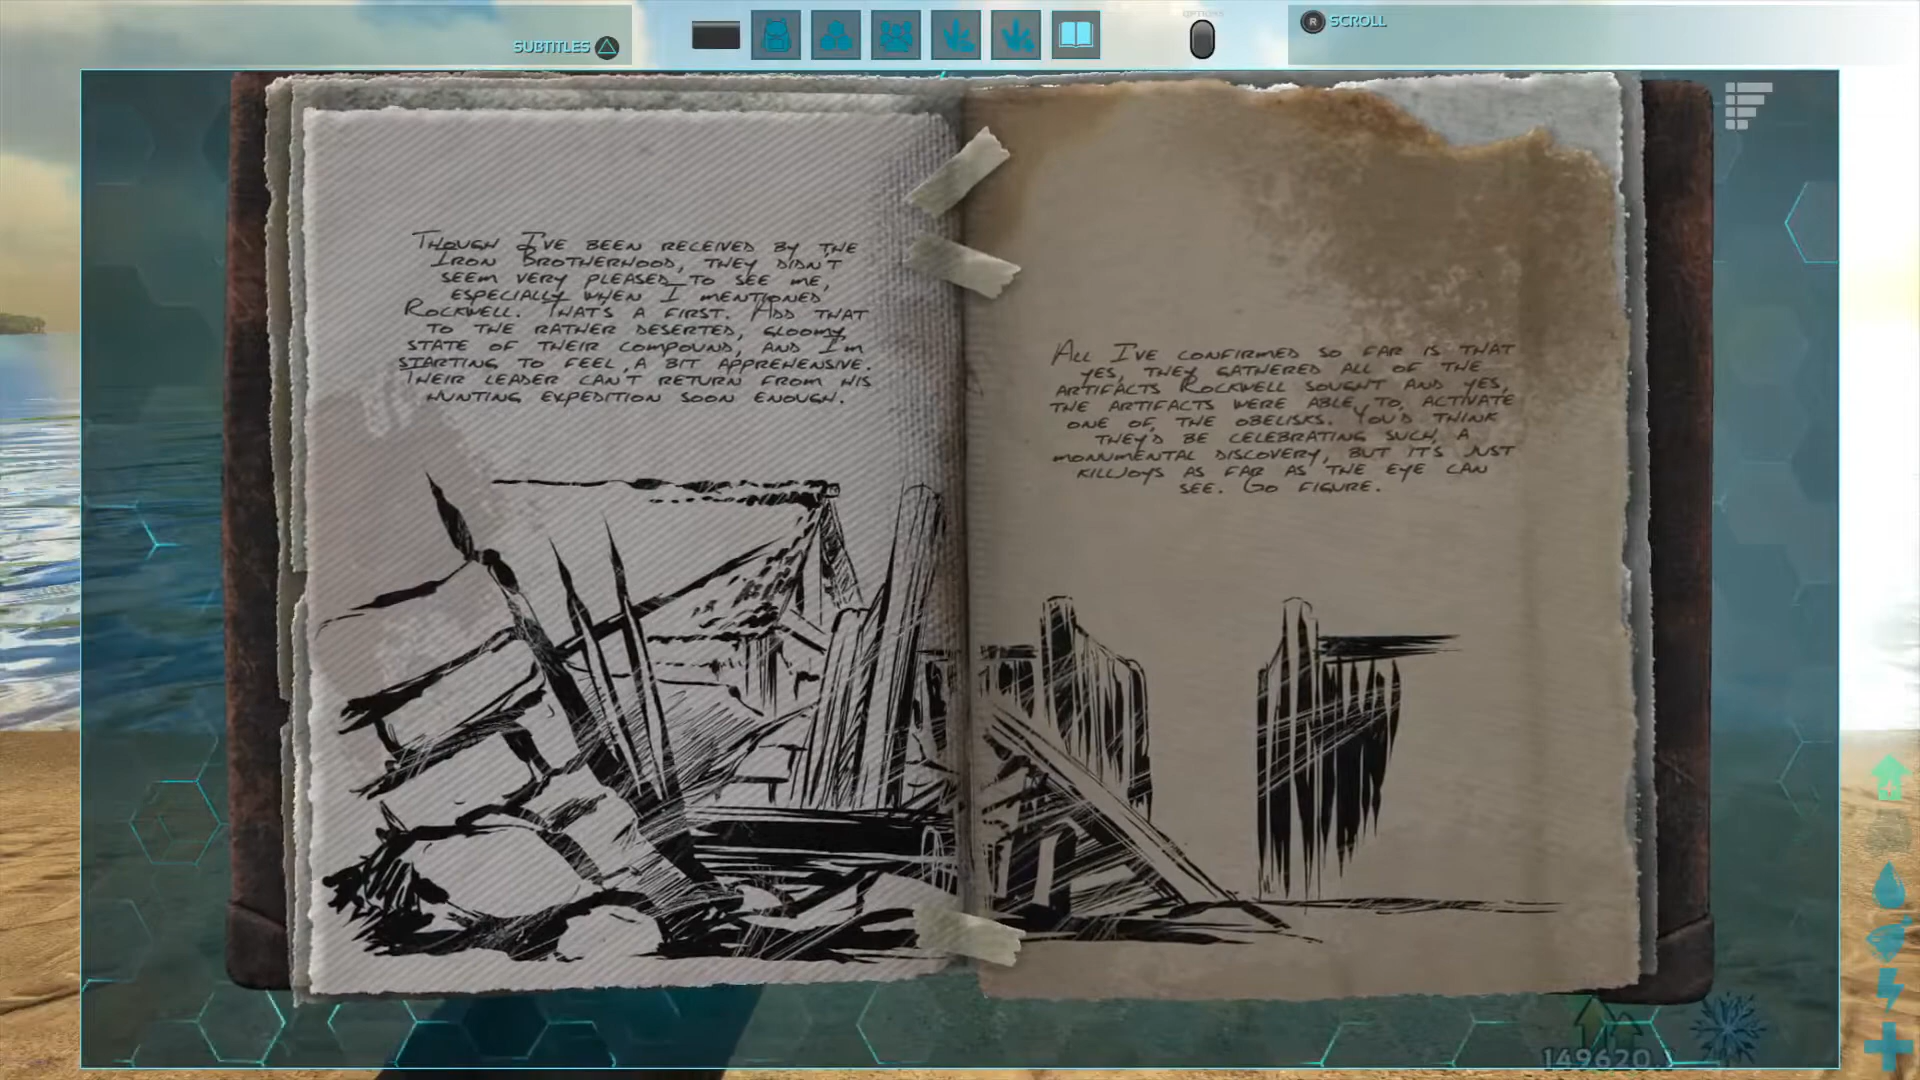 OPTIONS
SUBTITLES
R SCROLL
THOUGH I'VE BEEN RECEIVED BY THE
IRON BROTHERHOOD, THEY DIDN'T
SEEM VERY PLEASED TO SEE ME,
ESPECIALLY WHEN I MENTIONED
ROCKWELL. THAT'S A FIRST. ADD THAT
TO THE RATHER DESERTED, GLOOMY
STATE OF THEIR COMPOUND, AND I'M
STARTING TO FEEL A BIT APPREHENSIVE.
THEIR LEADER CAN'T RETURN FROM HIS
HUNTING EXPEDITION SOON ENOUGH.
ALL I'VE CONFIRMED SO FAR IS THAT
YES, THEY GATHERED ALL OF THE
ARTIFACTS ROCKWELL SOUGHT AND YES,
THE ARTIFACTS WERE ABLE TO ACTIVATE
ONE OF THE OBELISKS. YOU'D THINK
THEY'D BE CELEBRATING SUCH A
MONUMENTAL DISCOVERY, BUT IT'S JUST
KILLJOYS AS FAR AS THE EYE CAN
SEE. GO FIGURE.